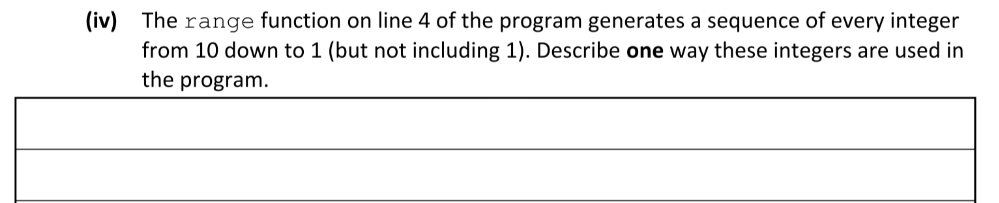 (iv) The range function on line 4 of the program generates a sequence of every integer
from 10 down to 1 (but not including 1). Describe one way these integers are used in
the program.